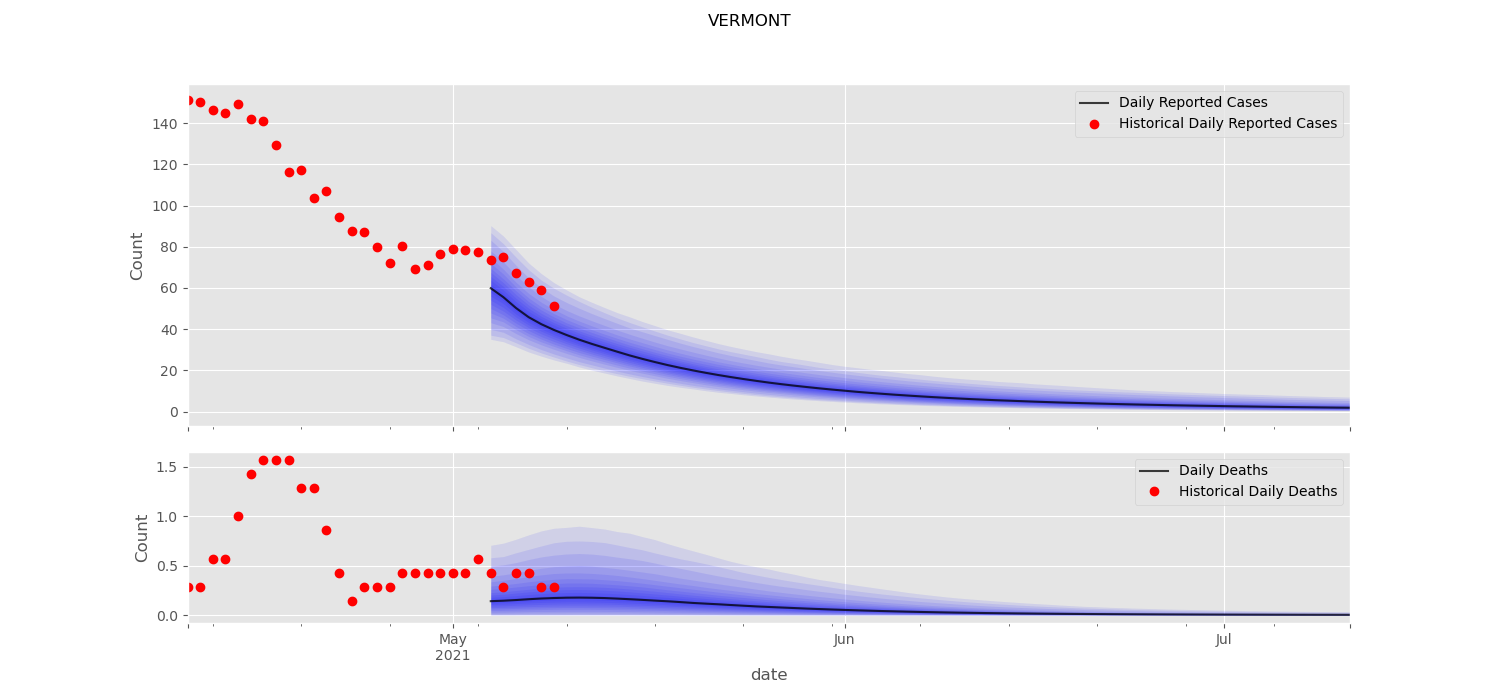 VERMONT
Daily Reported Cases
Historical Daily Reported Cases
140
120
100
80
60
40
20
0
Count
Daily Deaths
Historical Daily Deaths
1.5
1.0
0.5
0.0
Count
May
2021
Jun
Jul
date